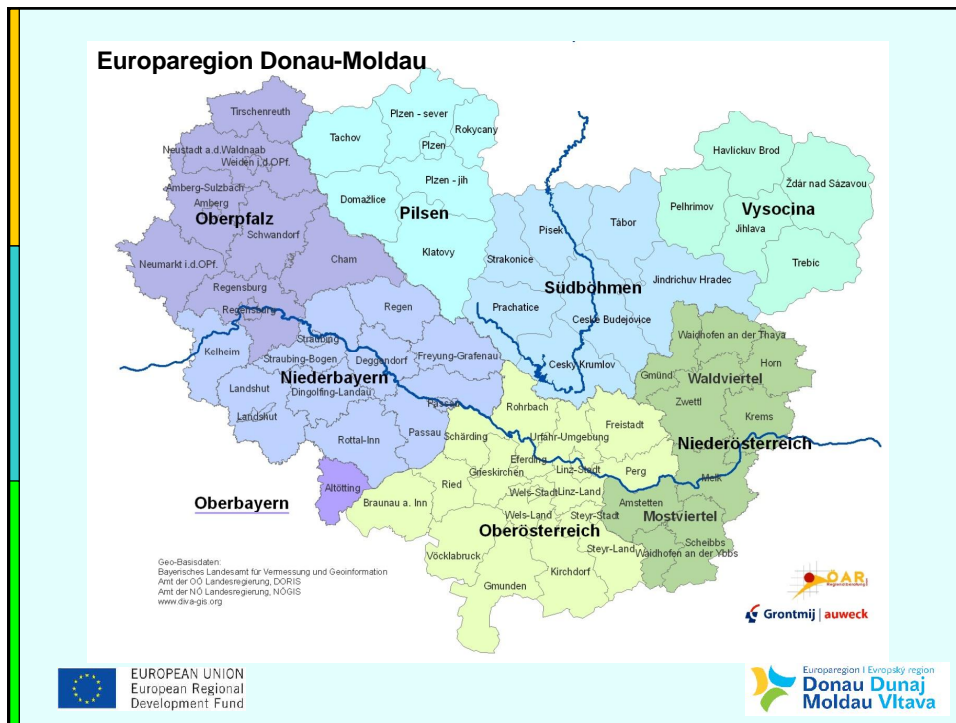 Europaregion Donau-Moldau
Tirschenreuth
Plzen - sever
Tachov
Rokycany
Plzen
Neustadt a.d.Waldnaab
Weiden i.d.OPf.
Havlickuv Brod
Ždár nad Sázavou
Plzen - jih
Amberg-Sulzbach
Amberg
Domažlice
Oberpfalz
Pilsen
Pelhrimov
Vysocina
Jihlava
Schwandorf
Písek
Tábor
Cham
Klatovy
Strakonice
Neumarkt i.d.OPf.
Trebic
Jindrichuv Hradec
Regensburg
Südböhmen
Regensburg
Regen
Prachatice
Ceske Budejovice
Straubing
Waidhofen an der Thaya
Kelheim
Straubing-Bogen
Deggendorf
Freyung-Grafenau
Cesky Krumlov
Horn
Gmünd
Niederbayern
Waldviertel
Landshut
Dingolfing-Landau
Zwettl
Passau
Rohrbach
Landshut
Krems
Freistadt
Rottal-Inn
Passau
Schärding
Urfahr-Umgebung
Niederösterreich
Eferding
Grieskirchen
Linz-Stadt
Perg
Melk
Altötting
Ried
Wels-Stadt
Linz-Land
Oberbayern
Braunau a. Inn
Amstetten
Wels-Land
Steyr-Stadt
Mostviertel
Oberösterreich
Scheibbs
Steyr-Land
Waidhofen an der Ybbs
Vöcklabruck
Kirchdorf
Gmunden
Geo-Basisdaten:
Bayerisches Landesamt für Vermessung und Geoinformation
Amt der OÖ Landesregierung, DORIS
Amt der NÖ Landesregierung, NÖGIS
www.diva-gis.org
ÖAR
Grontmij | auweck
EUROPEAN UNION
European Regional
Development Fund
Europaregion I Evropský region
Donau Dunaj
Moldau Vltava